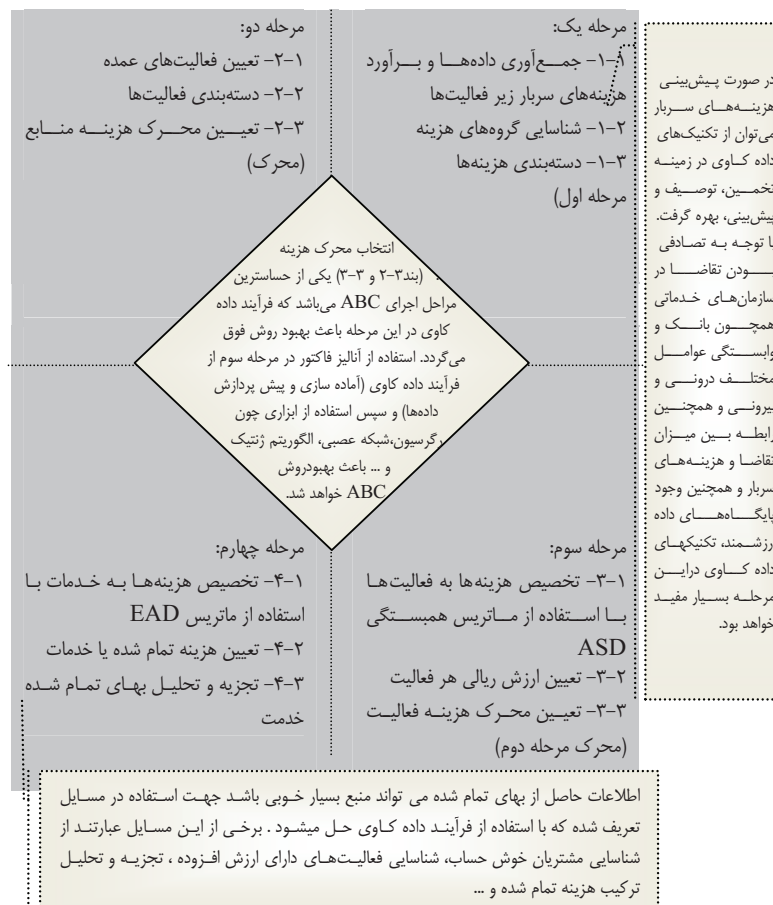 مرحله یک:
۱-۱- جمع‌آوری داده‌ها و برآورد
هزینه‌های سربار زیر فعالیت‌ها
۱-۲- شناسایی گروه‌های هزینه
۱-۳- دسته‌بندی هزینه‌ها
مرحله اول)
مرحله دو:
۲-۱- تعیین فعالیت‌های عمده
۲-۲- دسته‌بندی فعالیت‌ها
۲-۳- تعیین محرک هزینه منابع
(محرک)
در صورت پیش‌بینی
هزینه‌های سربار
می‌توان از تکنیک‌های
داده کاوی در زمینه
تخمین، توصیف و
پیش‌بینی، بهره گرفت.
با توجه به تصادفی
بودن تقاضا در
سازمان‌های خدماتی
همچون بانک و
وابستگی عوامل
مختلف درونی و
بیرونی و همچنین
رابطه بین میزان
تقاضا و هزینه‌های
سربار و همچنین وجود
پایگاه‌های داده
ارزشمند، تکنیکهای
داده کاوی دراین
مرحله بسیار مفید
خواهد بود.
انتخاب محرک هزینه
(بند۳-۲ و ۳-۳) یکی از حساسترین
مراحل اجرای ABC می‌باشد که فرآیند داده
کاوی در این مرحله باعث بهبود روش فوق
می‌گردد. استفاده از آنالیز فاکتور در مرحله سوم از
فرآیند داده کاوی (آماده سازی و پیش پردازش
داده‌ها) و سپس استفاده از ابزاری چون
رگرسیون،شبکه عصبی، الگوریتم ژنتیک
و ... باعث بهبودروش
ABC خواهد شد.
مرحله سوم:
۳-۱- تخصیص هزینه‌ها به فعالیت‌ها
با استفاده از ماتریس همبستگی
ASD
۳-۲- تعیین ارزش ریالی هر فعالیت
۳-۳- تعیین محرک هزینه فعالیت
(محرک مرحله دوم)
مرحله چهارم:
۴-۱- تخصیص هزینه‌ها به خدمات با
استفاده از ماتریس EAD
۴-۲- تعیین هزینه تمام شده یا خدمات
۴-۳- تجزیه و تحلیل بهای تمام شده
خدمت
اطلاعات حاصل از بهای تمام شده می تواند منبع بسیار خوبی باشد جهت استفاده در مسایل
تعریف شده که با استفاده از فرآیند داده کاوی حل میشود . برخی از این مسایل عبارتند از
شناسایی مشتریان خوش حساب، شناسایی فعالیت‌های دارای ارزش افزوده ، تجزیه و تحلیل
ترکیب هزینه تمام شده و ...